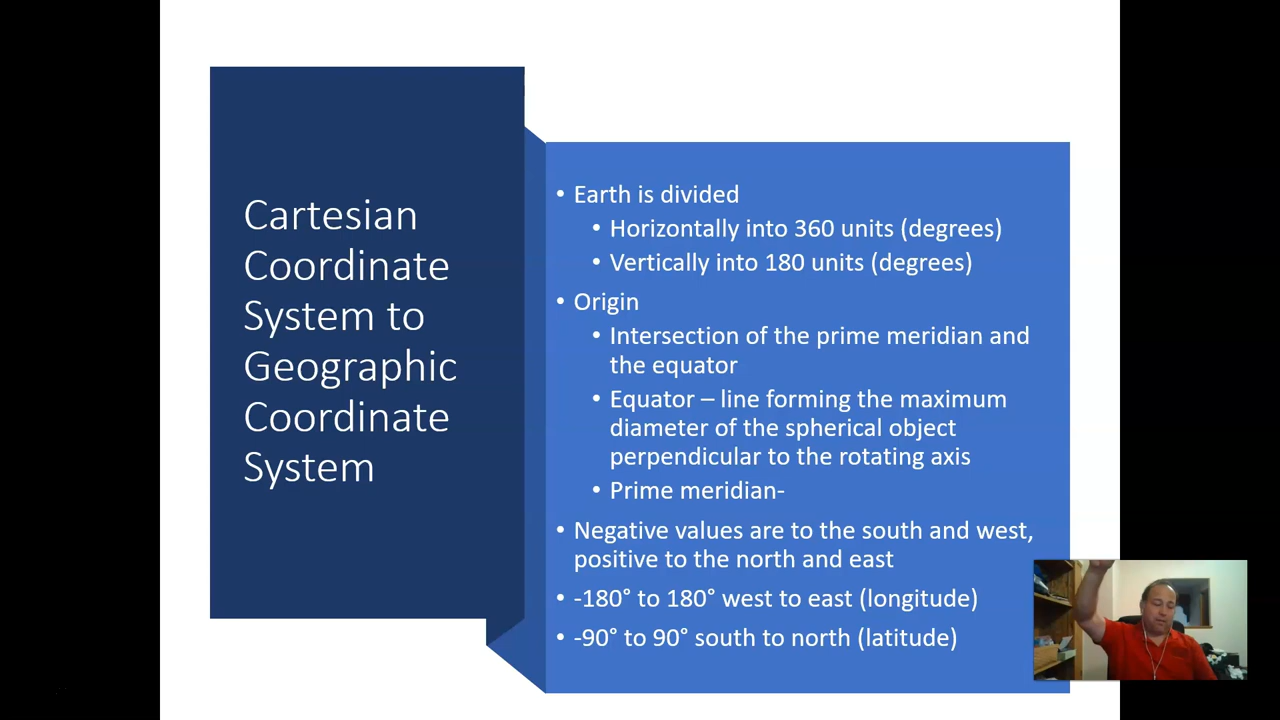 Cartesian
Coordinate
System to
Geographic
Coordinate
System
• Earth is divided
• Horizontally into 360 units (degrees)
• Vertically into 180 units (degrees)
• Origin
• Intersection of the prime meridian and
the equator
• Equator – line forming the maximum
diameter of the spherical object
perpendicular to the rotating axis
• Prime meridian-
• Negative values are to the south and west,
positive to the north and east
• -180° to 180° west to east (longitude)
• -90° to 90° south to north (latitude)